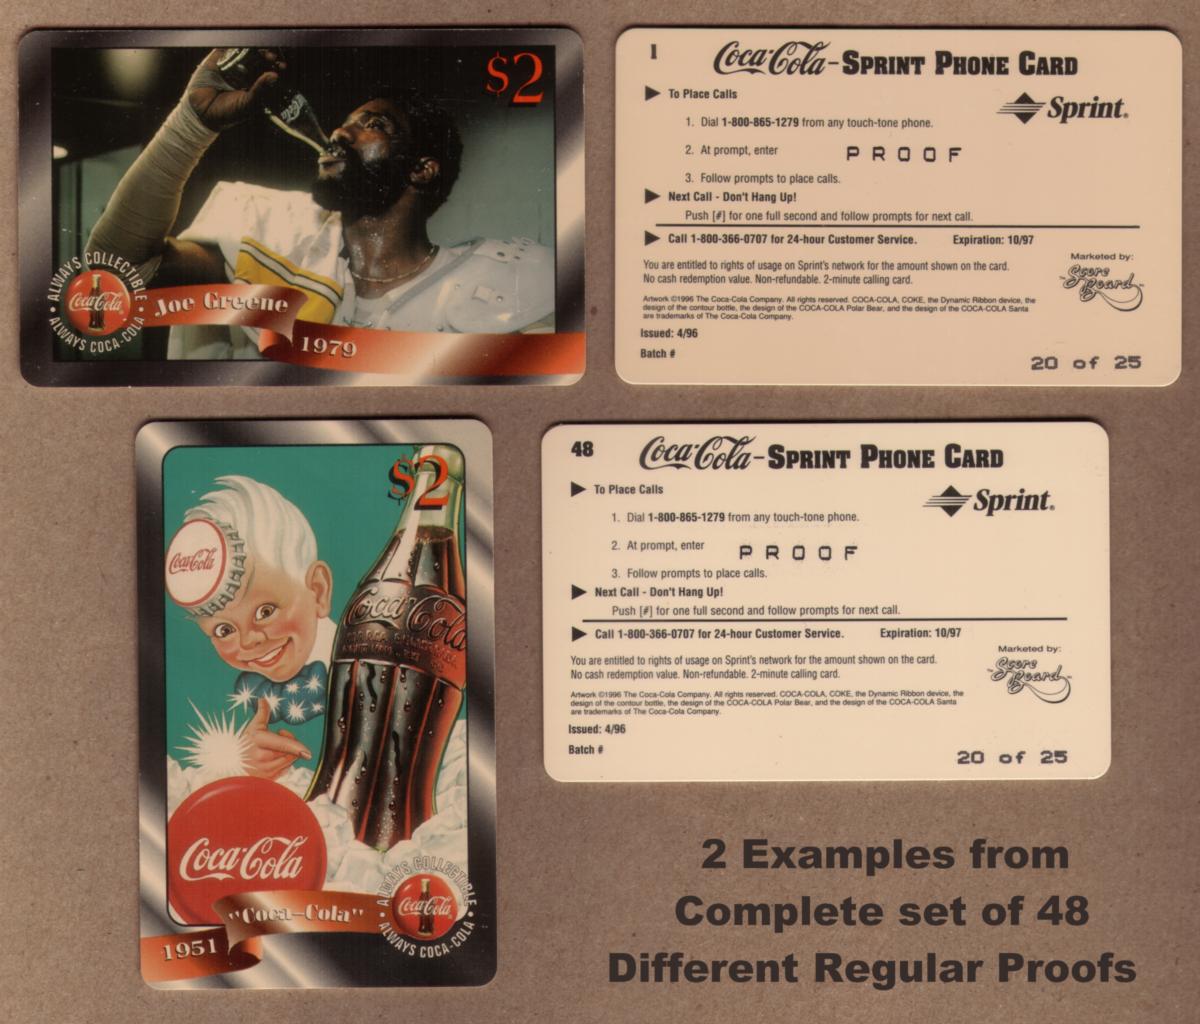 $2
Coca-Cola
ALWAYS COLLECTIBLE
Coca-Cola
ALWAYS COCA-COLA
Joe Greene
1979
1
Coca-Cola-SPRINT PHONE CARD
To Place Calls
Sprint.
1. Dial 1-800-865-1279 from any touch-tone phone.
2. At prompt, enter PROOF
3. Follow prompts to place calls.
Next Call - Don't Hang Up!
Push [#] for one full second and follow prompts for next call.
Call 1-800-366-0707 for 24-hour Customer Service. Expiration: 10/97
You are entitled to rights of usage on Sprint's network for the amount shown on the card.
No cash redemption value. Non-refundable. 2-minute calling card.
Marketed by:
Score Board
Artwork ©1996 The Coca-Cola Company. All rights reserved. COCA-COLA, COKE, the Dynamic Ribbon device, the
design of the contour bottle, the design of the COCA-COLA Polar Bear, and the design of the COCA-COLA Santa
are trademarks of The Coca-Cola Company.
Issued: 4/96
Batch #
20 of 25
$2
Coca-Cola
Coca-Cola
Coca-Cola
ALWAYS COLLECTIBLE
Coca-Cola
ALWAYS COCA-COLA
"Coca-Cola"
1951
48
Coca-Cola-SPRINT PHONE CARD
To Place Calls
Sprint.
1. Dial 1-800-865-1279 from any touch-tone phone.
2. At prompt, enter PROOF
3. Follow prompts to place calls.
Next Call - Don't Hang Up!
Push [#] for one full second and follow prompts for next call.
Call 1-800-366-0707 for 24-hour Customer Service. Expiration: 10/97
You are entitled to rights of usage on Sprint's network for the amount shown on the card.
No cash redemption value. Non-refundable. 2-minute calling card.
Marketed by:
Score Board
Artwork ©1996 The Coca-Cola Company. All rights reserved. COCA-COLA, COKE, the Dynamic Ribbon device, the
design of the contour bottle, the design of the COCA-COLA Polar Bear, and the design of the COCA-COLA Santa
are trademarks of The Coca-Cola Company.
Issued: 4/96
Batch #
20 of 25
2 Examples from
Complete set of 48
Different Regular Proofs